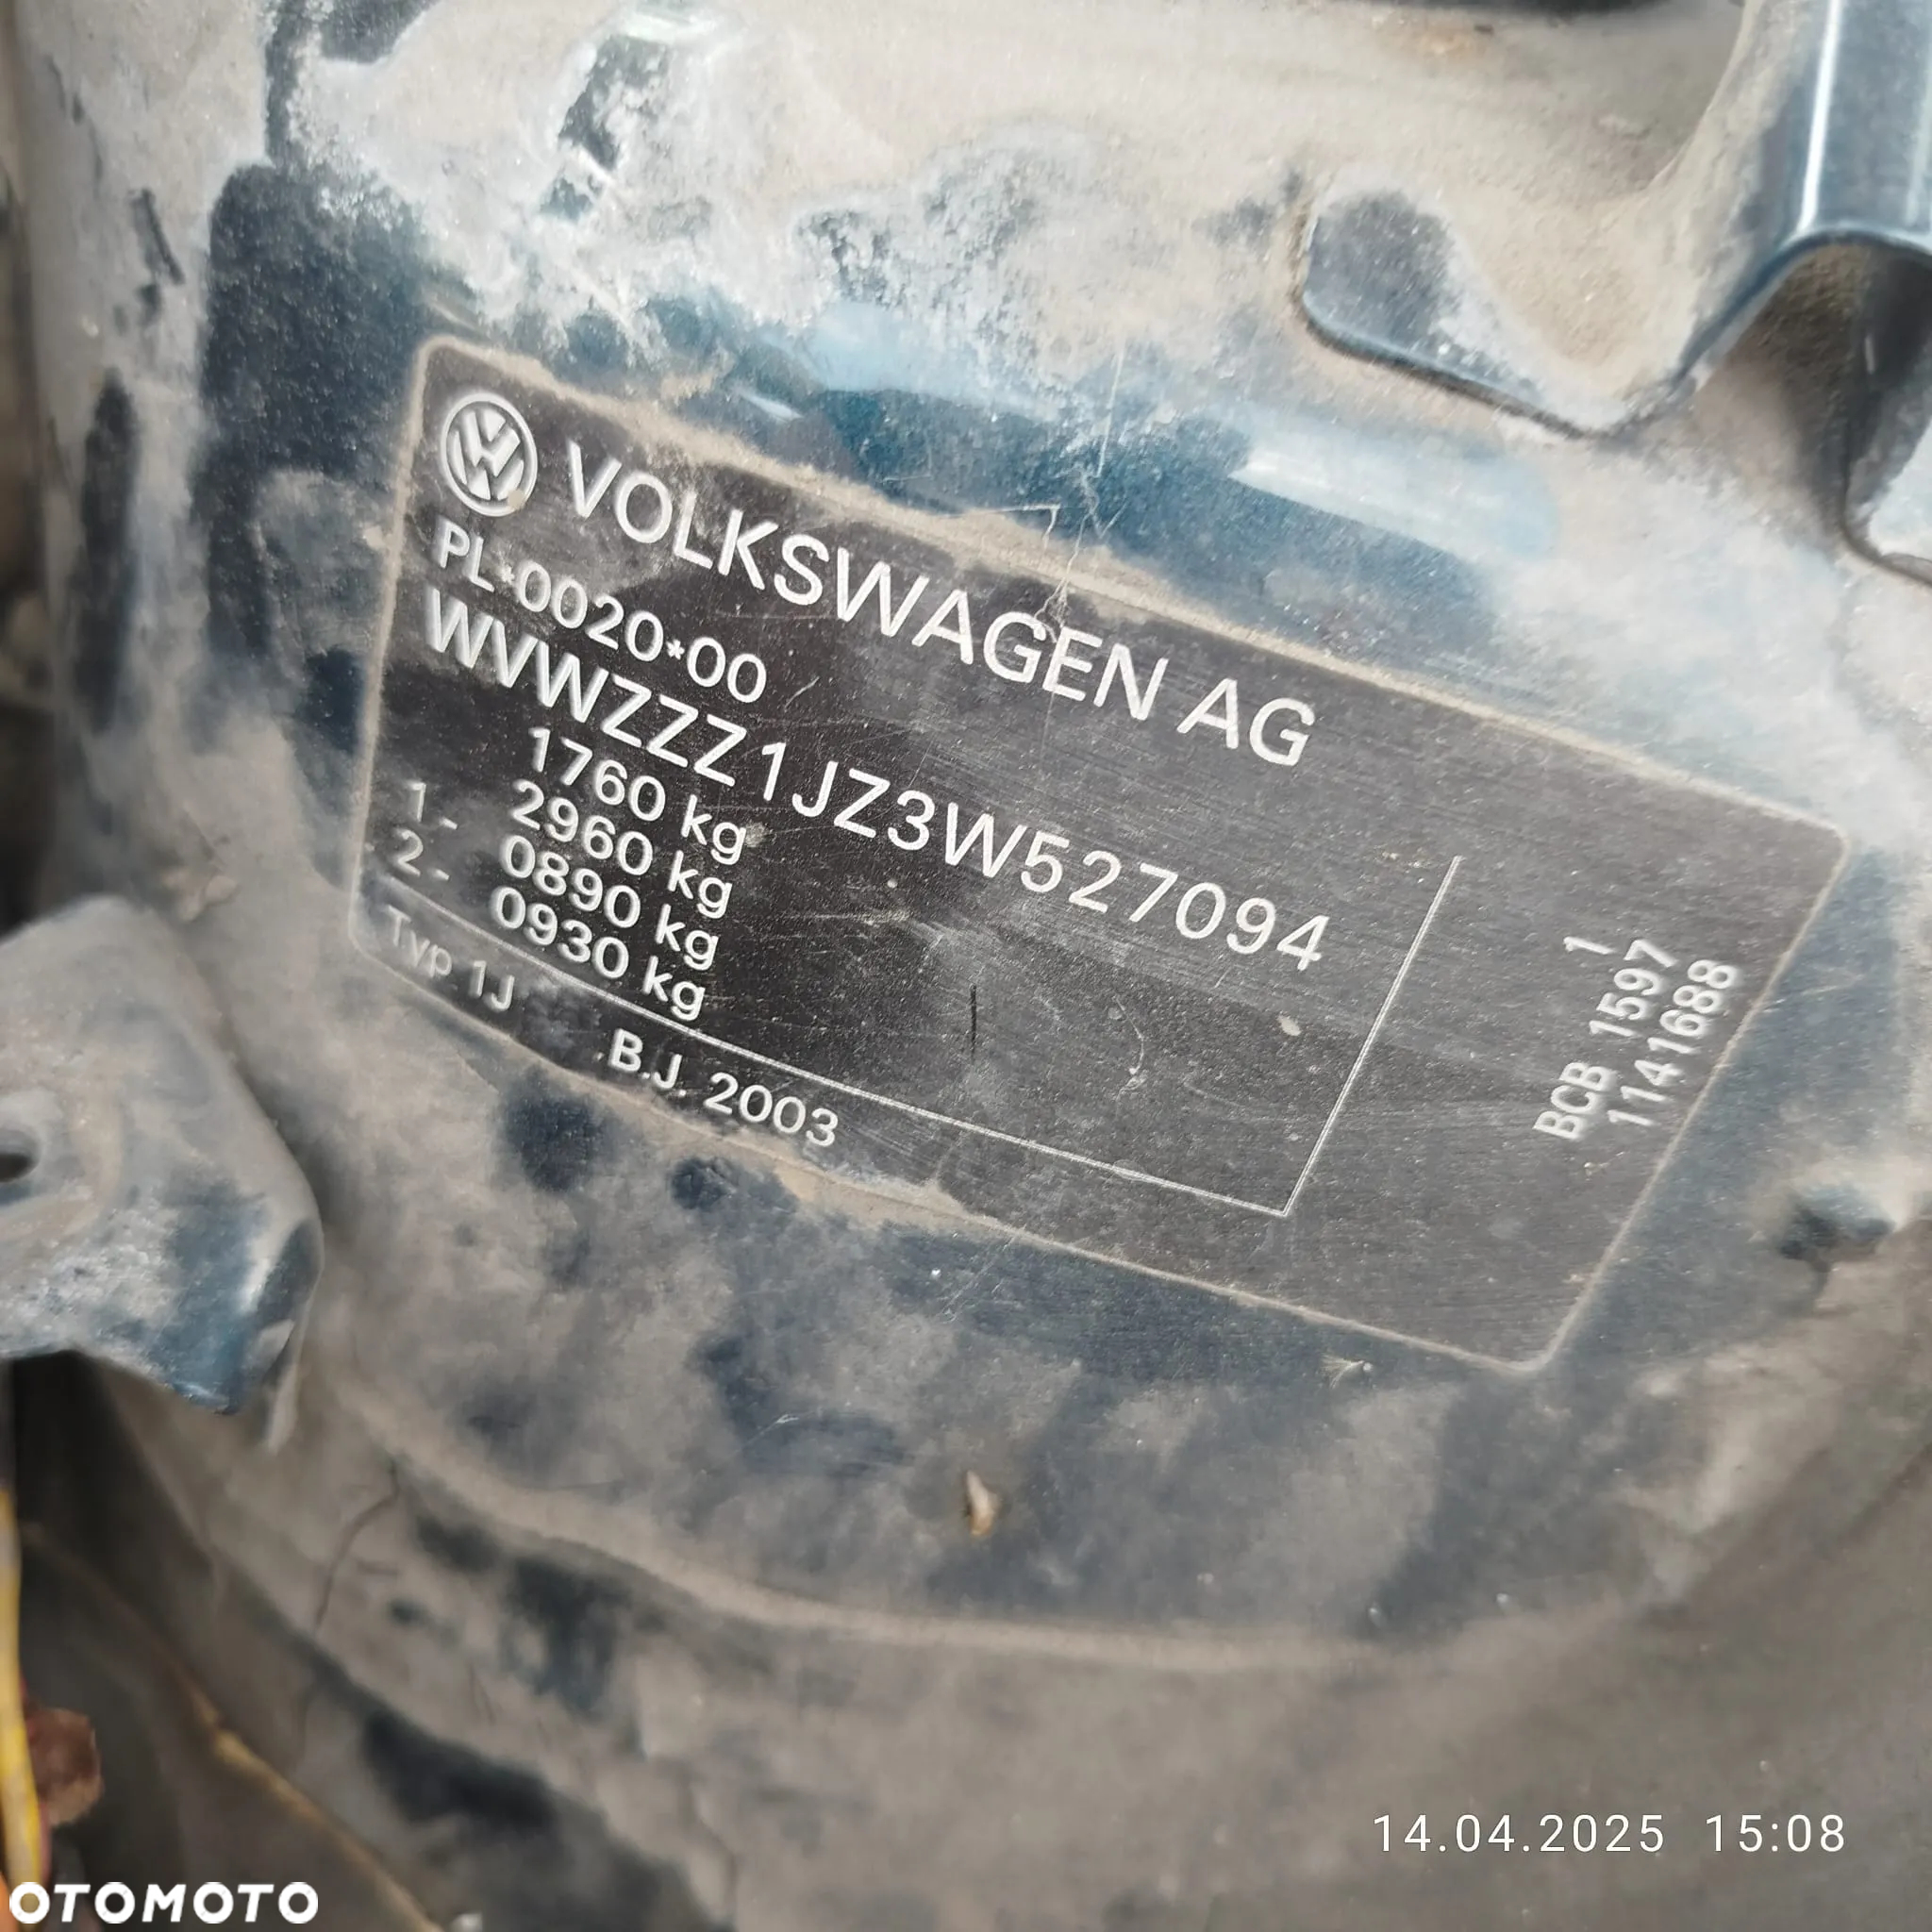 VOLKSWAGEN AG
PL*0020*00
WVWZZZ1JZ3W527094
1760 kg
2960 kg
1- 0890 kg
2- 0930 kg
Typ 1J B.J. 2003
1
BCB 1597
1141688
14.04.2025 15:08
OTOMOTO